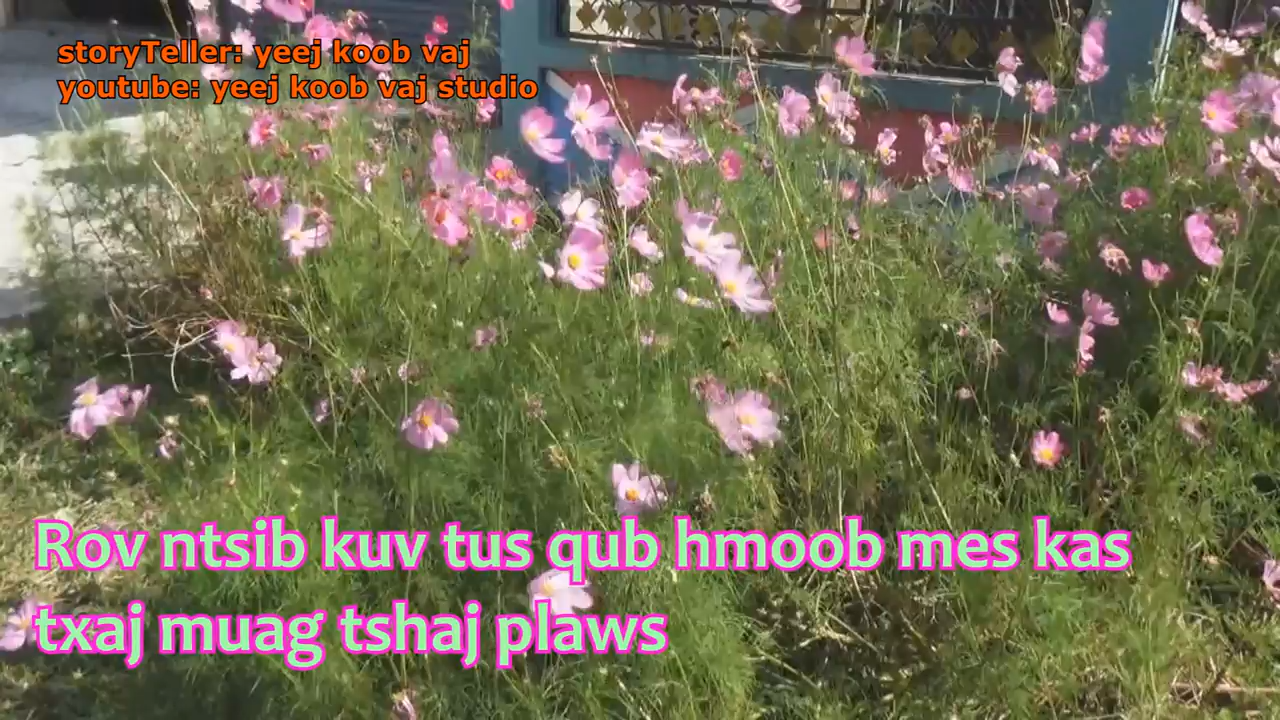 storyTeller: yeej koob vaj
youtube: yeej koob vaj studio
Rov ntsib kuv tus qub hmoob mes kas
txaj muag tshaj plaws